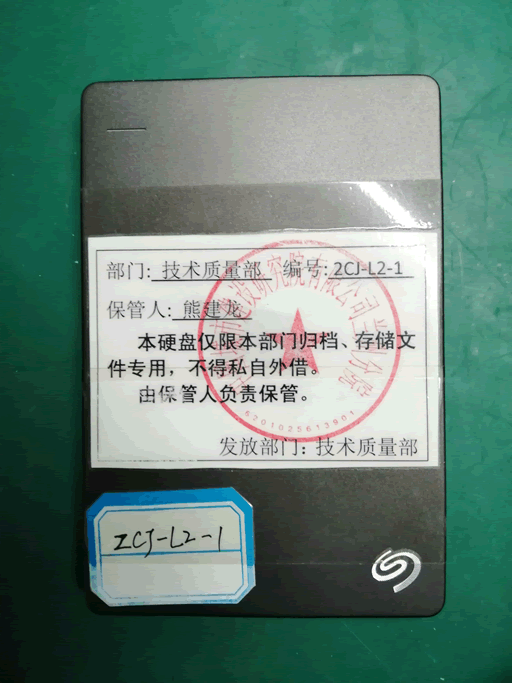 部门: 技术质量部 编号: 2CJ-L2-1
保管人: 熊建龙
本硬盘仅限本部门归档、存储文
件专用，不得私自外借。
由保管人负责保管。
6201025613901
发放部门: 技术质量部
ZCJ-L2-1